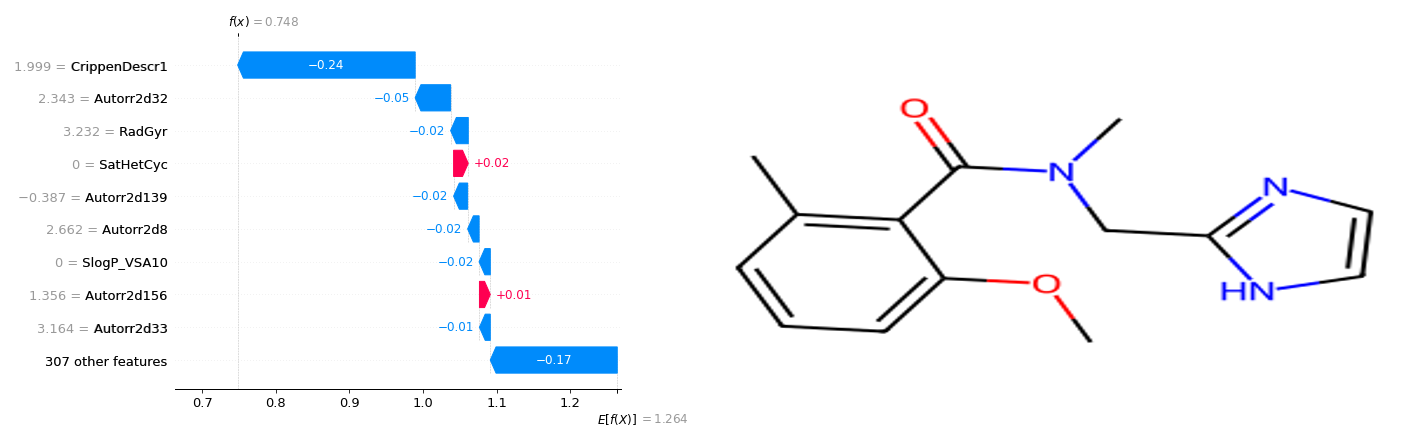 f(x) = 0.748
1.999 = CrippenDescr1
−0.24
2.343 = Autorr2d32
−0.05
3.232 = RadGyr
−0.02
0 = SatHetCyc
+0.02
−0.387 = Autorr2d139
−0.02
2.662 = Autorr2d8
−0.02
0 = SlogP_VSA10
−0.02
1.356 = Autorr2d156
+0.01
3.164 = Autorr2d33
−0.01
307 other features
−0.17
0.7 0.8 0.9 1.0 1.1 1.2
E[f(X)] = 1.264
O
N
N
O
HN